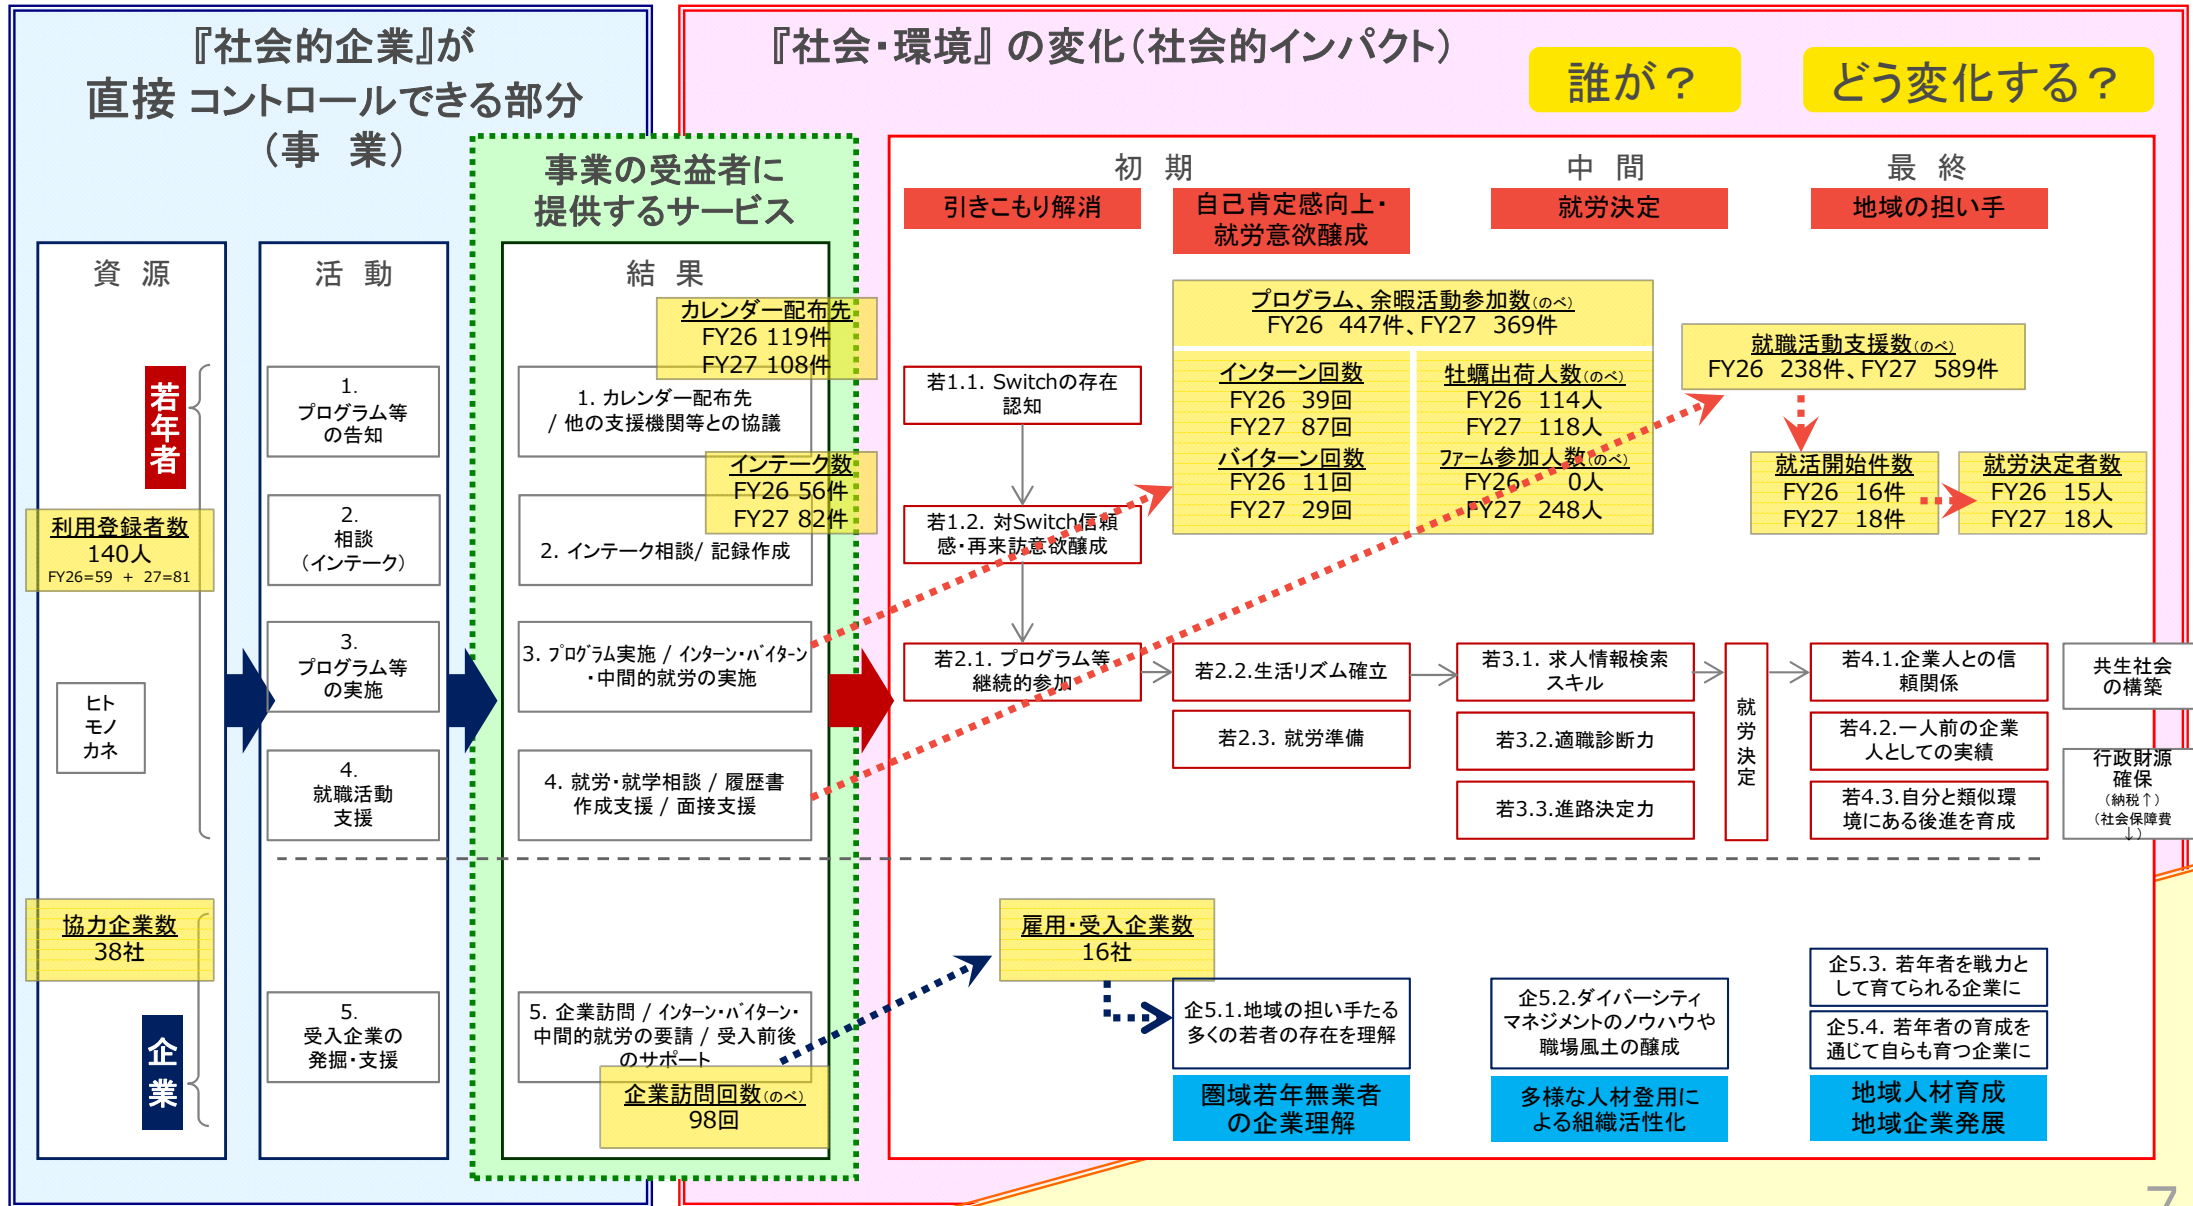 『社会的企業』が
直接 コントロールできる部分
（事　業）
『社会・環境』の変化（社会的インパクト）
誰が？
どう変化する？
事業の受益者に
提供するサービス
初　期
中　間
最　終
引きこもり解消
自己肯定感向上・
就労意欲醸成
就労決定
地域の担い手
資　源
活　動
結　果
若年者
利用登録者数
140人
FY26=59 + 27=81
ヒト
モノ
カネ
協力企業数
38社
企業
1.
プログラム等
の告知
2.
相談
（インテーク）
3.
プログラム等
の実施
4.
就職活動
支援
5.
受入企業の
発掘・支援
カレンダー配布先
FY26 119件
FY27 108件
1. カレンダー配布先
/ 他の支援機関等との協議
インテーク数
FY26 56件
FY27 82件
2. インテーク相談/ 記録作成
3. プログラム実施 / インターン・バイターン
・中間的就労の実施
4. 就労・就学相談 / 履歴書
作成支援 / 面接支援
5. 企業訪問 / インターン・バイターン・
中間的就労の要請 / 受入前後
のサポート
企業訪問回数(のべ)
98回
若1.1. Switchの存在
認知
若1.2. 対Switch信頼
感・再来訪意欲醸成
若2.1. プログラム等
継続的参加
プログラム、余暇活動参加数(のべ)
FY26 447件、FY27 369件
インターン回数
FY26 39回
FY27 87回
バイターン回数
FY26 11回
FY27 29回
牡蠣出荷人数(のべ)
FY26 114人
FY27 118人
ファーム参加人数(のべ)
FY26 0人
FY27 248人
就職活動支援数(のべ)
FY26 238件、FY27 589件
就活開始件数
FY26 16件
FY27 18件
就労決定者数
FY26 15人
FY27 18人
若2.2.生活リズム確立
若2.3. 就労準備
若3.1. 求人情報検索
スキル
若3.2.適職診断力
若3.3.進路決定力
就労決定
若4.1.企業人との信
頼関係
若4.2.一人前の企業
人としての実績
若4.3.自分と類似環
境にある後進を育成
共生社会
の構築
行政財源
確保
（納税↑）
（社会保障費
↓）
雇用・受入企業数
16社
企5.1.地域の担い手たる
多くの若者の存在を理解
企5.2.ダイバーシティ
マネジメントのノウハウや
職場風土の醸成
企5.3. 若年者を戦力と
して育てられる企業に
企5.4. 若年者の育成を
通じて自らも育つ企業に
圏域若年無業者
の企業理解
多様な人材登用に
よる組織活性化
地域人材育成
地域企業発展
7